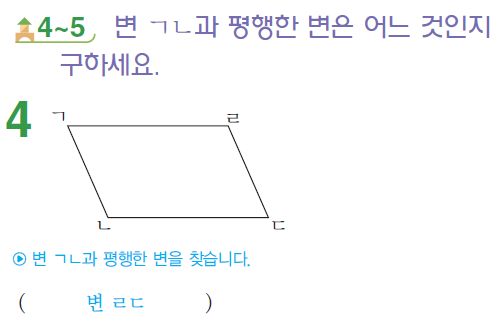 4~5 변 ㄱㄴ과 평행한 변은 어느 것인지
구하세요.
4
ㄱ ㄹ
ㄴ ㄷ
변 ㄱㄴ과 평행한 변을 찾습니다.
( 변 ㄹㄷ )